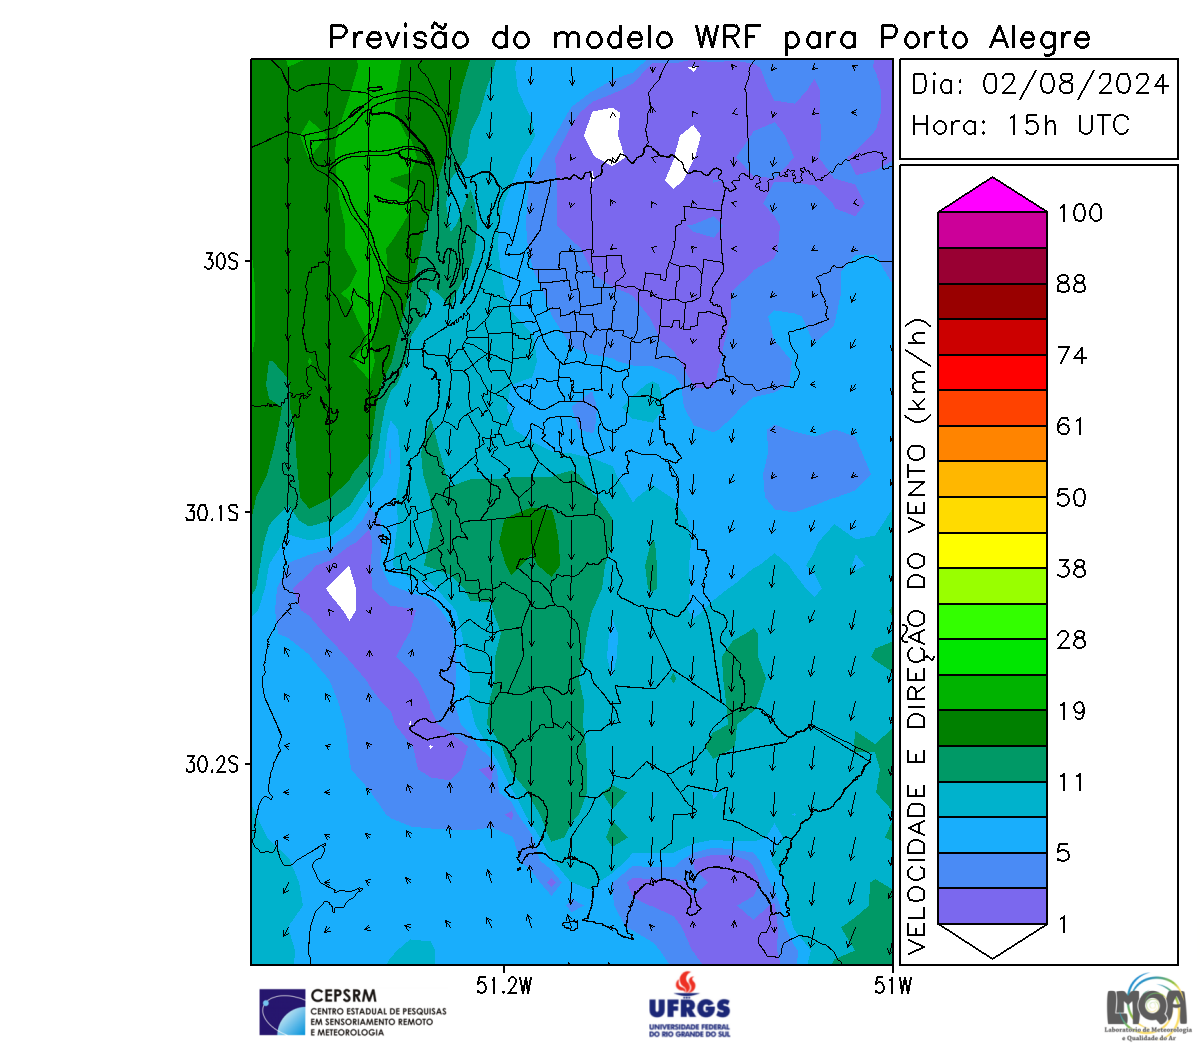 Previsão do modelo WRF para Porto Alegre
Dia: 02/08/2024
Hora: 15h UTC
30S
30.1S
30.2S
51.2W
51W
VELOCIDADE E DIREÇÃO DO VENTO (km/h)
100
88
74
61
50
38
28
19
11
5
1
CEPSRM
CENTRO ESTADUAL DE PESQUISAS
EM SENSORIAMENTO REMOTO
E METEOROLOGIA
UFRGS
UNIVERSIDADE FEDERAL
DO RIO GRANDE DO SUL
LMQA
Laboratório de Meteorologia
e Qualidade do Ar